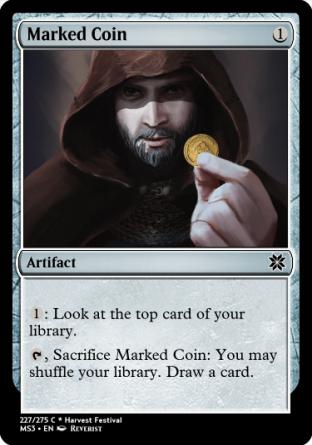 Marked Coin 1
Artifact
1: Look at the top card of your
library.
, Sacrifice Marked Coin: You may
shuffle your library. Draw a card.
227/275 C * Harvest Festival
MS3 • EN Reverist